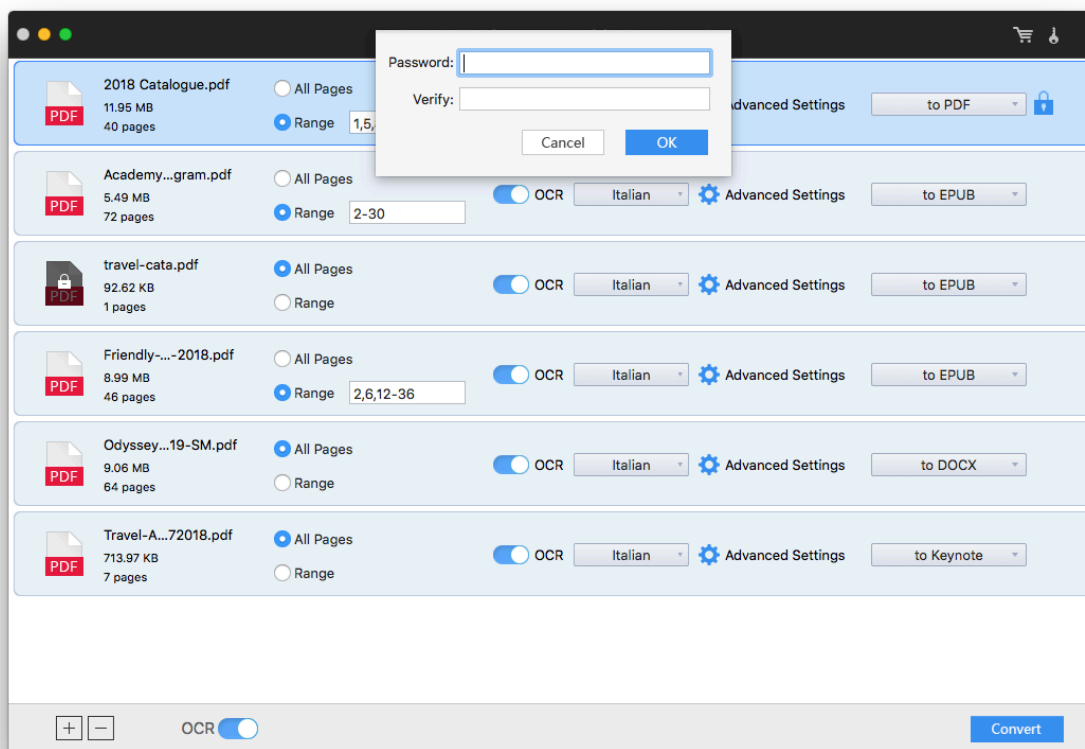 Password:
Verify:
Cancel OK
PDF
2018 Catalogue.pdf
11.95 MB
40 pages
All Pages
Range 1,5,
Advanced Settings
to PDF
PDF
Academy...gram.pdf
5.49 MB
72 pages
All Pages
Range 2-30
OCR Italian Advanced Settings to EPUB
PDF
travel-cata.pdf
92.62 KB
1 pages
All Pages
Range
OCR Italian Advanced Settings to EPUB
PDF
Friendly-...-2018.pdf
8.99 MB
46 pages
All Pages
Range 2,6,12-36
OCR Italian Advanced Settings to EPUB
PDF
Odyssey...19-SM.pdf
9.06 MB
64 pages
All Pages
Range
OCR Italian Advanced Settings to DOCX
PDF
Travel-A...72018.pdf
713.97 KB
7 pages
All Pages
Range
OCR Italian Advanced Settings to Keynote
OCR
Convert